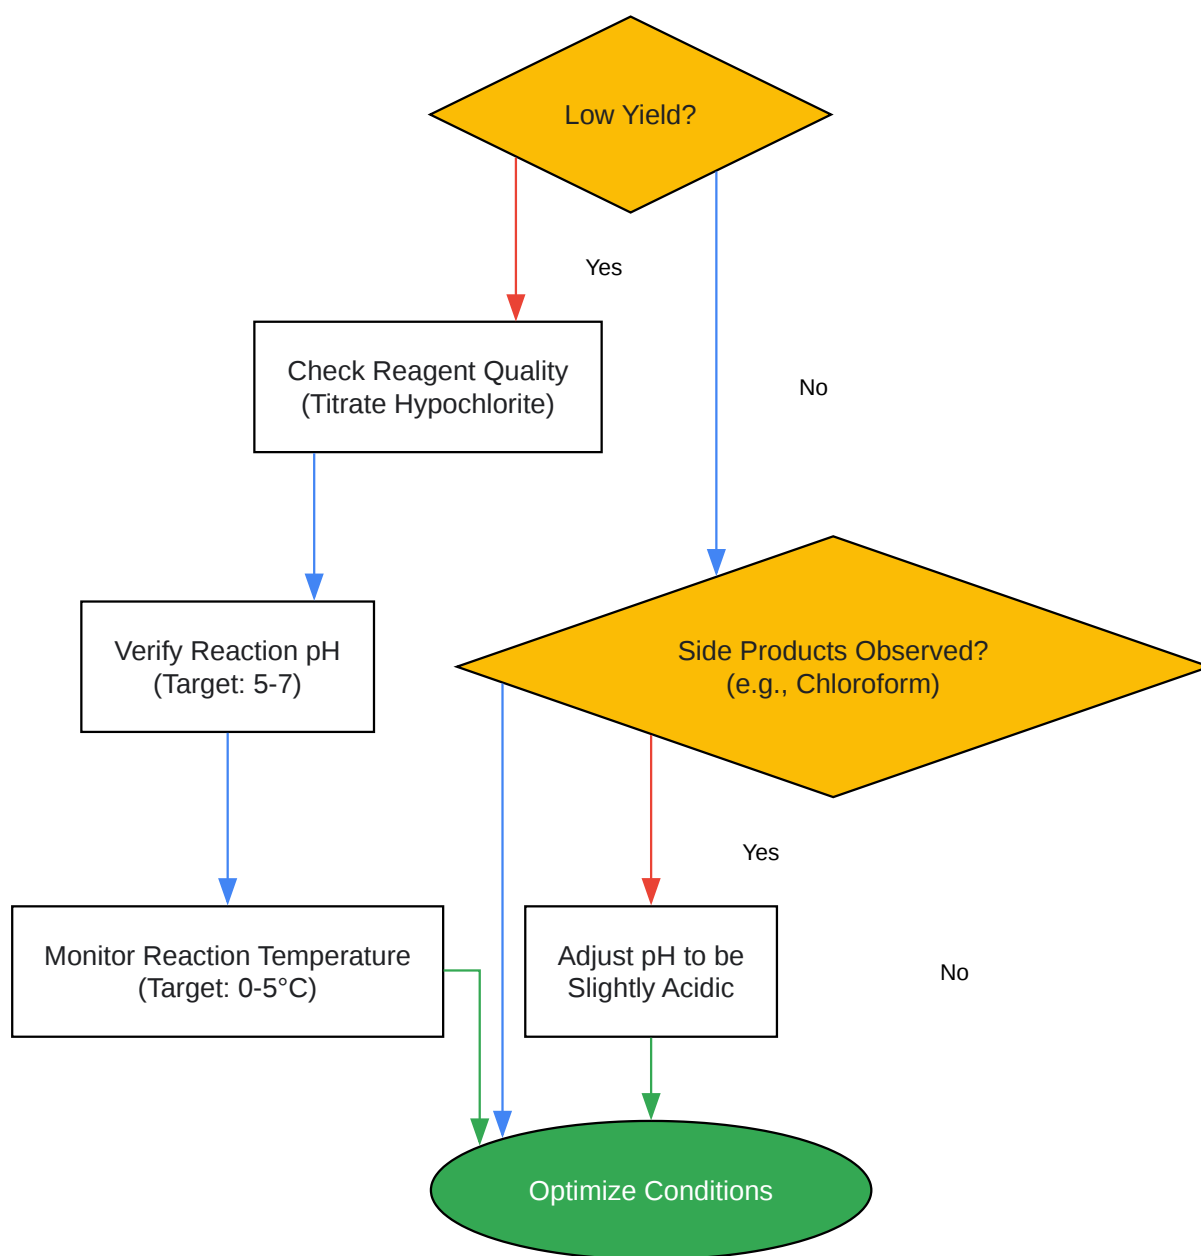 Low Yield?
Yes
Check Reagent Quality
(Titrate Hypochlorite)
No
Verify Reaction pH
(Target: 5-7)
Side Products Observed?
(e.g., Chloroform)
Yes
Monitor Reaction Temperature
(Target: 0-5°C)
Adjust pH to be
Slightly Acidic
No
Optimize Conditions